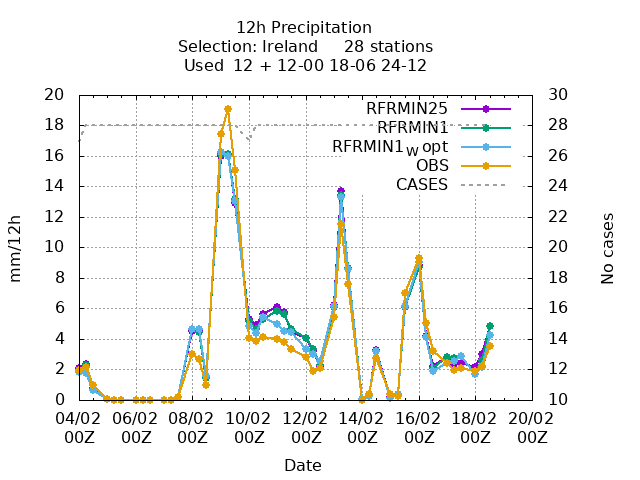 12h Precipitation
Selection: Ireland 28 stations
Used 12 + 12-00 18-06 24-12
mm/12h
20
18
16
14
12
10
8
6
4
2
0
30
28
26
24
22
20
18
16
14
12
10
No cases
RFRMIN25
RFRMIN1
RFRMIN1w opt
OBS
CASES
04/02 06/02 08/02 10/02 12/02 14/02 16/02 18/02 20/02
00Z 00Z 00Z 00Z 00Z 00Z 00Z 00Z 00Z
Date